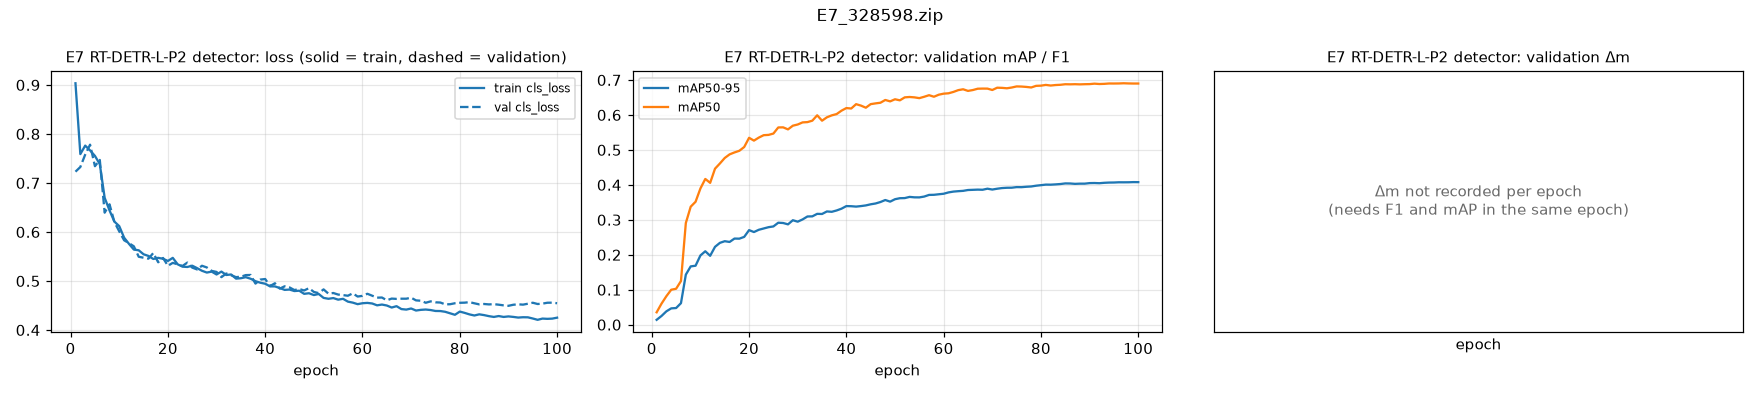 E7_328598.zip
E7 RT-DETR-L-P2 detector: loss (solid = train, dashed = validation)
train cls_loss
val cls_loss
0.9
0.8
0.7
0.6
0.5
0.4
0 20 40 60 80 100
epoch
E7 RT-DETR-L-P2 detector: validation mAP / F1
mAP50-95
mAP50
0.7
0.6
0.5
0.4
0.3
0.2
0.1
0.0
0 20 40 60 80 100
epoch
E7 RT-DETR-L-P2 detector: validation Δm
Δm not recorded per epoch
(needs F1 and mAP in the same epoch)
epoch